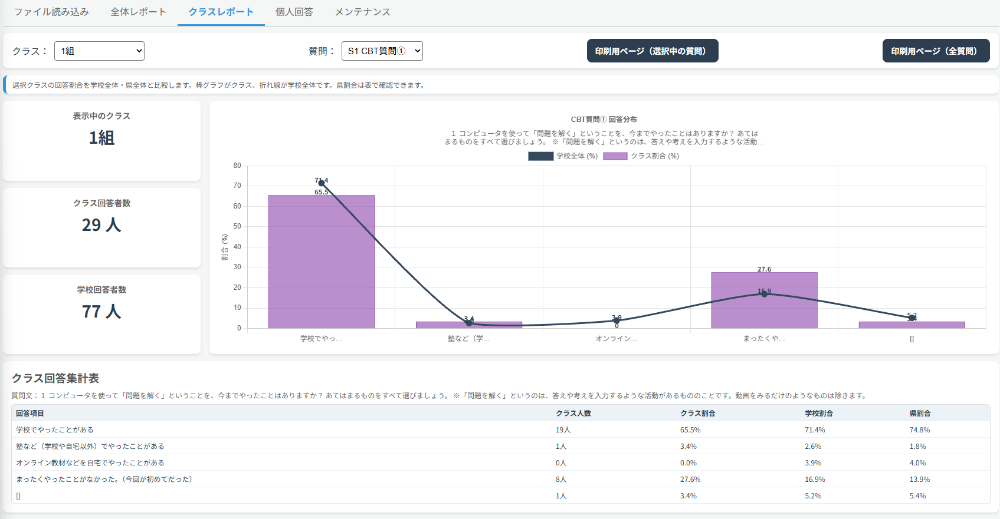 ファイル読み込み 全体レポート クラスレポート 個人回答 メンテナンス
クラス： 1組 質問： S1 CBT質問① 印刷用ページ（選択中の質問） 印刷用ページ（全質問）
選択クラスの回答割合を学校全体・県全体と比較します。棒グラフがクラス、折れ線が学校全体です。県割合は表で確認できます。
表示中のクラス
1組
クラス回答者数
29 人
学校回答者数
77 人
CBT質問① 回答分布
1 コンピュータを使って「問題を解く」ということを、今までやったことはありますか？ あては
まるものをすべて選びましょう。 ※「問題を解く」というのは、答えや考えを入力するような活動…
学校全体 (%) クラス割合 (%)
割合 (%)
80
70
60
50
40
30
20
10
0
71.4
65.5
3.4
3.9
0
27.6
16.9
5.2
学校でやっ… 塾など（学… オンライン… まったくや… []
クラス回答集計表
質問文：1 コンピュータを使って「問題を解く」ということを、今までやったことはありますか？ あてはまるものをすべて選びましょう。 ※「問題を解く」というのは、答えや考えを入力するような活動があるもののことです。動画をみるだけのようなものは除きます。
回答項目 クラス人数 クラス割合 学校割合 県割合
学校でやったことがある 19人 65.5% 71.4% 74.8%
塾など（学校や自宅以外）でやったことがある 1人 3.4% 2.6% 1.8%
オンライン教材などを自宅でやったことがある 0人 0.0% 3.9% 4.0%
まったくやったことがなかった。（今回が初めてだった） 8人 27.6% 16.9% 13.9%
[] 1人 3.4% 5.2% 5.4%